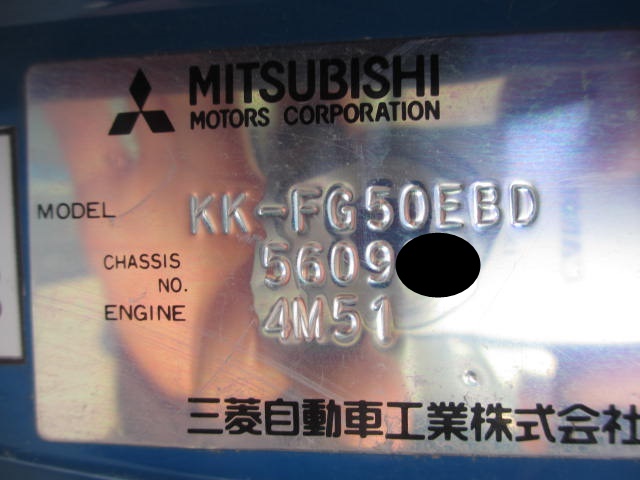 MITSUBISHI
MOTORS CORPORATION
MODEL KK-FG50EBD
CHASSIS NO. 5609
ENGINE 4M51
三菱自動車工業株式会社